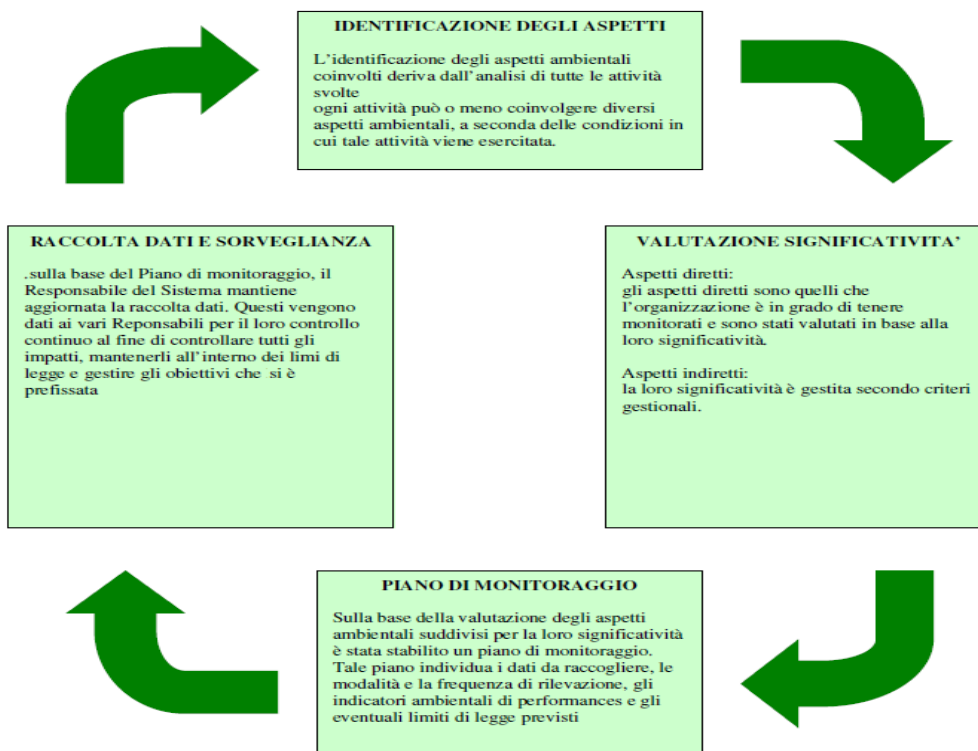 IDENTIFICAZIONE DEGLI ASPETTI
L'identificazione degli aspetti ambientali
coinvolti deriva dall'analisi di tutte le attività
svolte
ogni attività può o meno coinvolgere diversi
aspetti ambientali, a seconda delle condizioni in
cui tale attività viene esercitata.
VALUTAZIONE SIGNIFICATIVITA'
Aspetti diretti:
gli aspetti diretti sono quelli che
l'organizzazione è in grado di tenere
monitorati e sono stati valutati in base alla
loro significatività.
Aspetti indiretti:
la loro significatività è gestita secondo criteri
gestionali.
PIANO DI MONITORAGGIO
Sulla base della valutazione degli aspetti
ambientali suddivisi per la loro significatività
è stata stabilito un piano di monitoraggio.
Tale piano individua i dati da raccogliere, le
modalità e la frequenza di rilevazione, gli
indicatori ambientali di performances e gli
eventuali limiti di legge previsti
RACCOLTA DATI E SORVEGLIANZA
.sulla base del Piano di monitoraggio, il
Responsabile del Sistema mantiene
aggiornata la raccolta dati. Questi vengono
dati ai vari Reponsabili per il loro controllo
continuo al fine di controllare tutti gli
impatti, mantenerli all'interno dei limi di
legge e gestire gli obiettivi che si è
prefissata